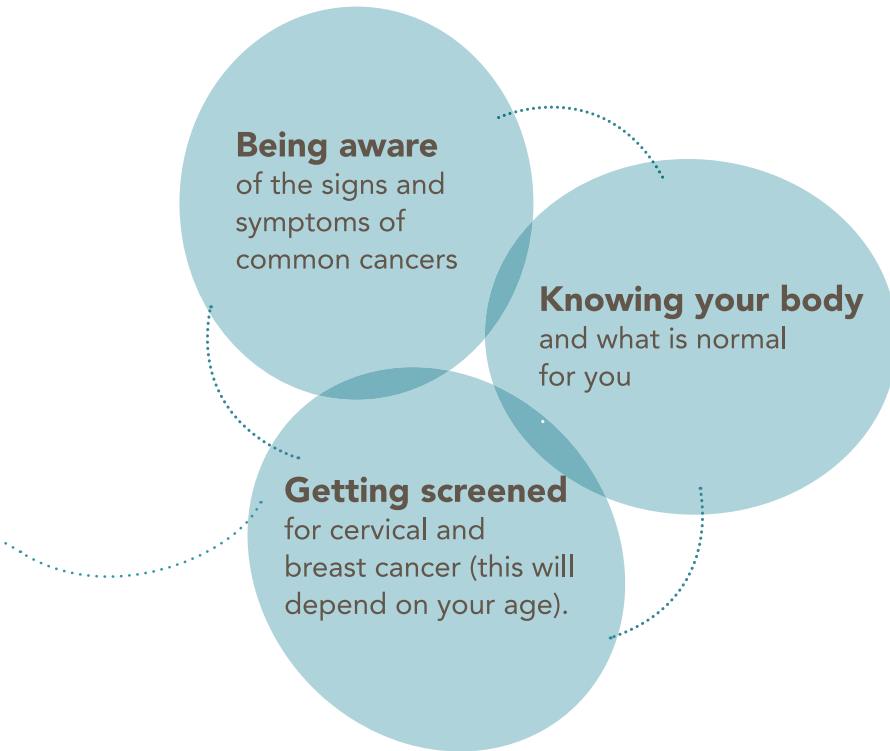 Being aware
of the signs and
symptoms of
common cancers
Knowing your body
and what is normal
for you
Getting screened
for cervical and
breast cancer (this will
depend on your age).